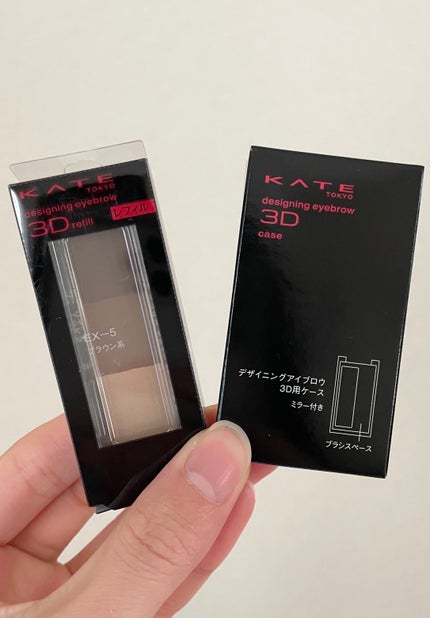 KATE
TOKYO
designing eyebrow
3D refill
レフィル
EX-5
ブラウン系
KATE
TOKYO
designing eyebrow
3D
case
デザイニングアイブロウ
3D用ケース
ミラー付き
ブラシスペース